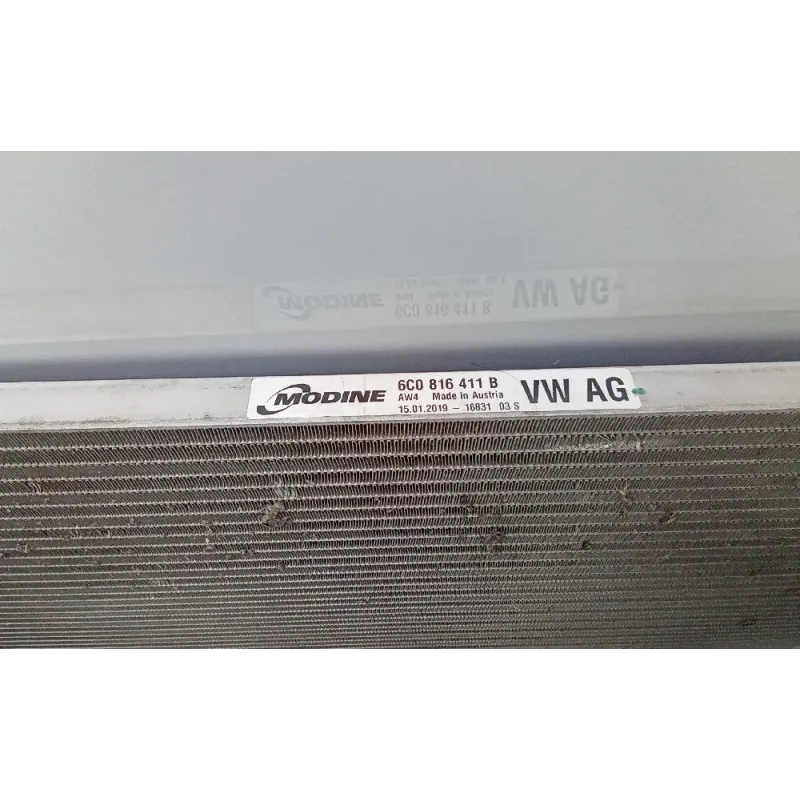 MODINE 6C0 816 411 B VW AG
AW4 Made in Austria
15.01.2019 - 16831 03 S